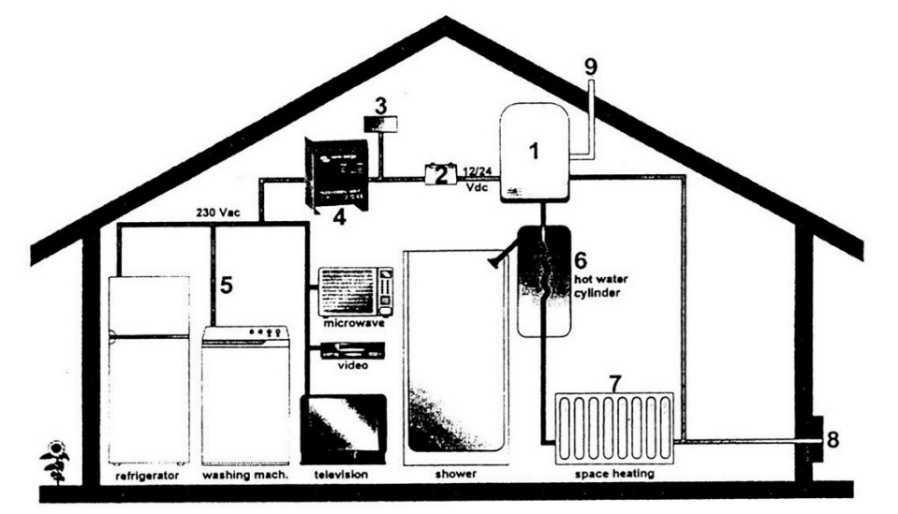 9
3
1
2
12/24
Vdc
4
230 Vac
6
hot water
cylinder
5
microwave
video
7
8
refrigerator
washing mach.
television
shower
space heating